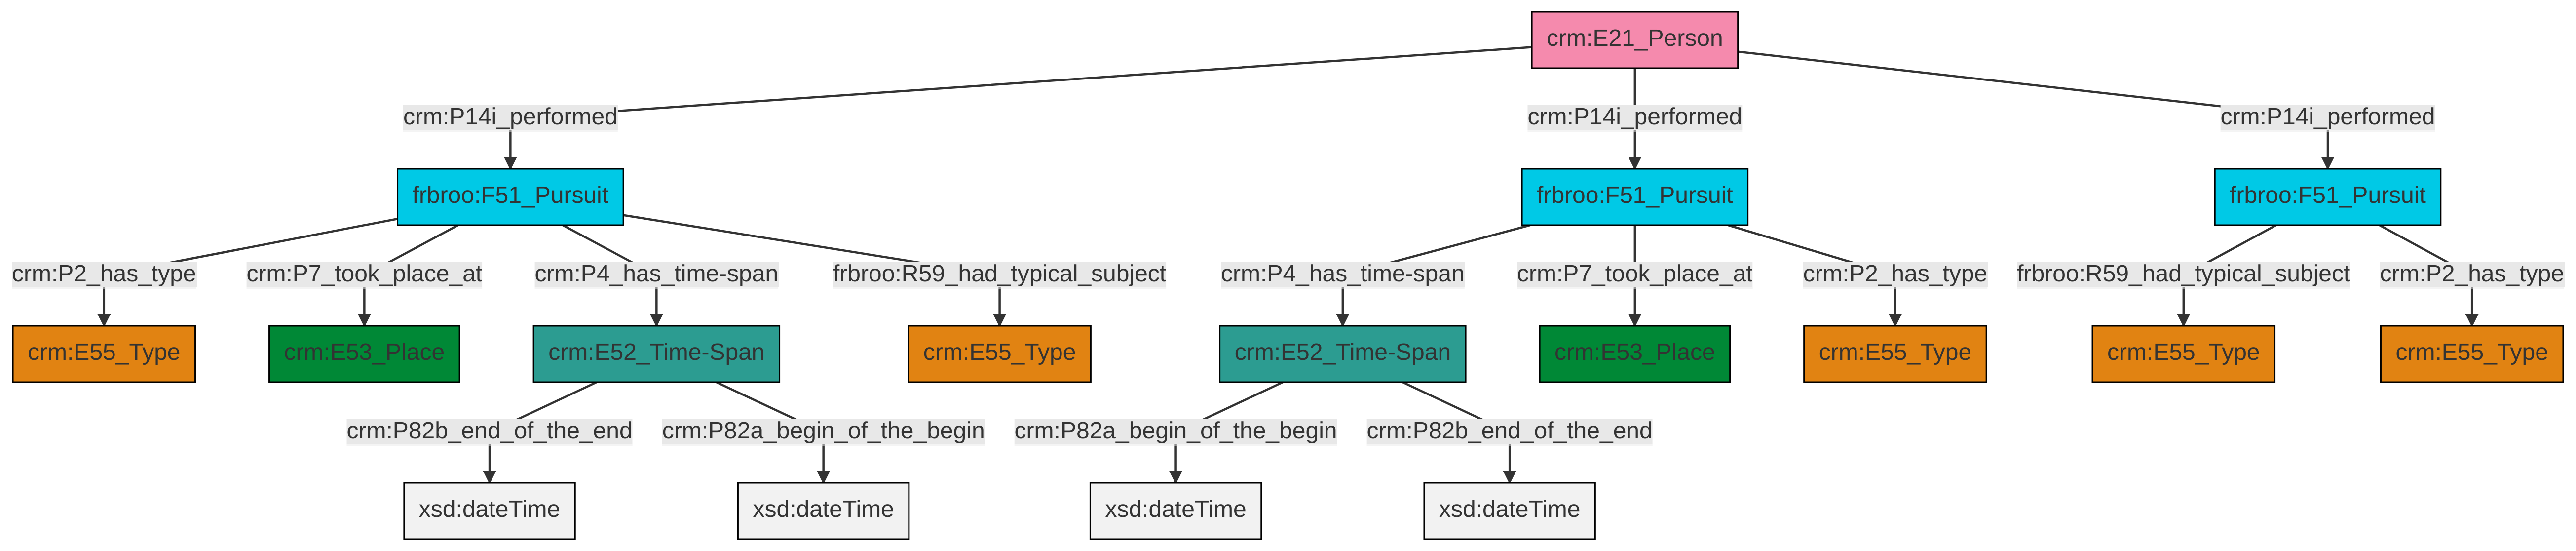 crm:E21_Person
crm:P14i_performed crm:P14i_performed crm:P14i_performed
frbroo:F51_Pursuit frbroo:F51_Pursuit frbroo:F51_Pursuit
crm:P2_has_type crm:P7_took_place_at crm:P4_has_time-span frbroo:R59_had_typical_subject crm:P4_has_time-span crm:P7_took_place_at crm:P2_has_type frbroo:R59_had_typical_subject crm:P2_has_type
crm:E55_Type crm:E53_Place crm:E52_Time-Span crm:E55_Type crm:E52_Time-Span crm:E53_Place crm:E55_Type crm:E55_Type crm:E55_Type
crm:P82b_end_of_the_end crm:P82a_begin_of_the_begin crm:P82a_begin_of_the_begin crm:P82b_end_of_the_end
xsd:dateTime xsd:dateTime xsd:dateTime xsd:dateTime